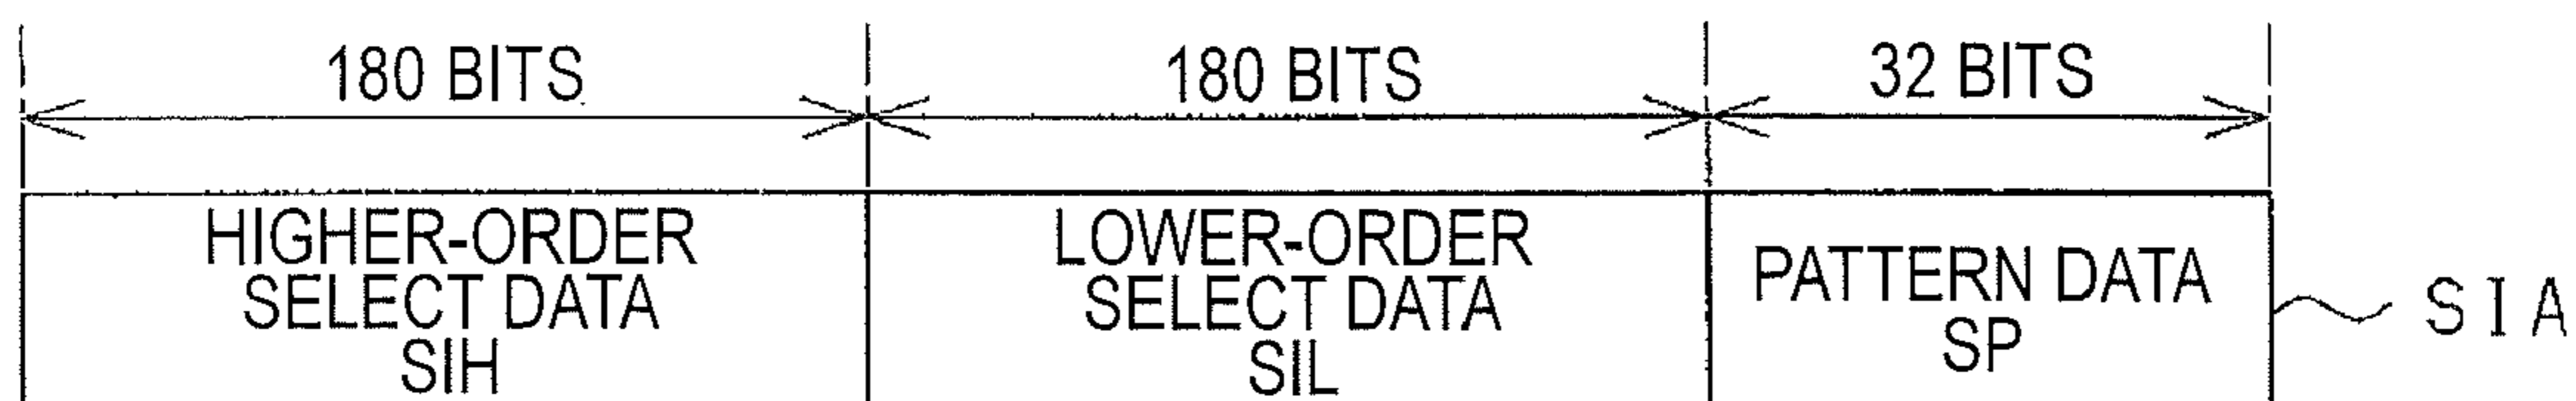 180 BITS
180 BITS
32 BITS
HIGHER-ORDER
SELECT DATA
SIH
LOWER-ORDER
SELECT DATA
SIL
PATTERN DATA
SP
SIA